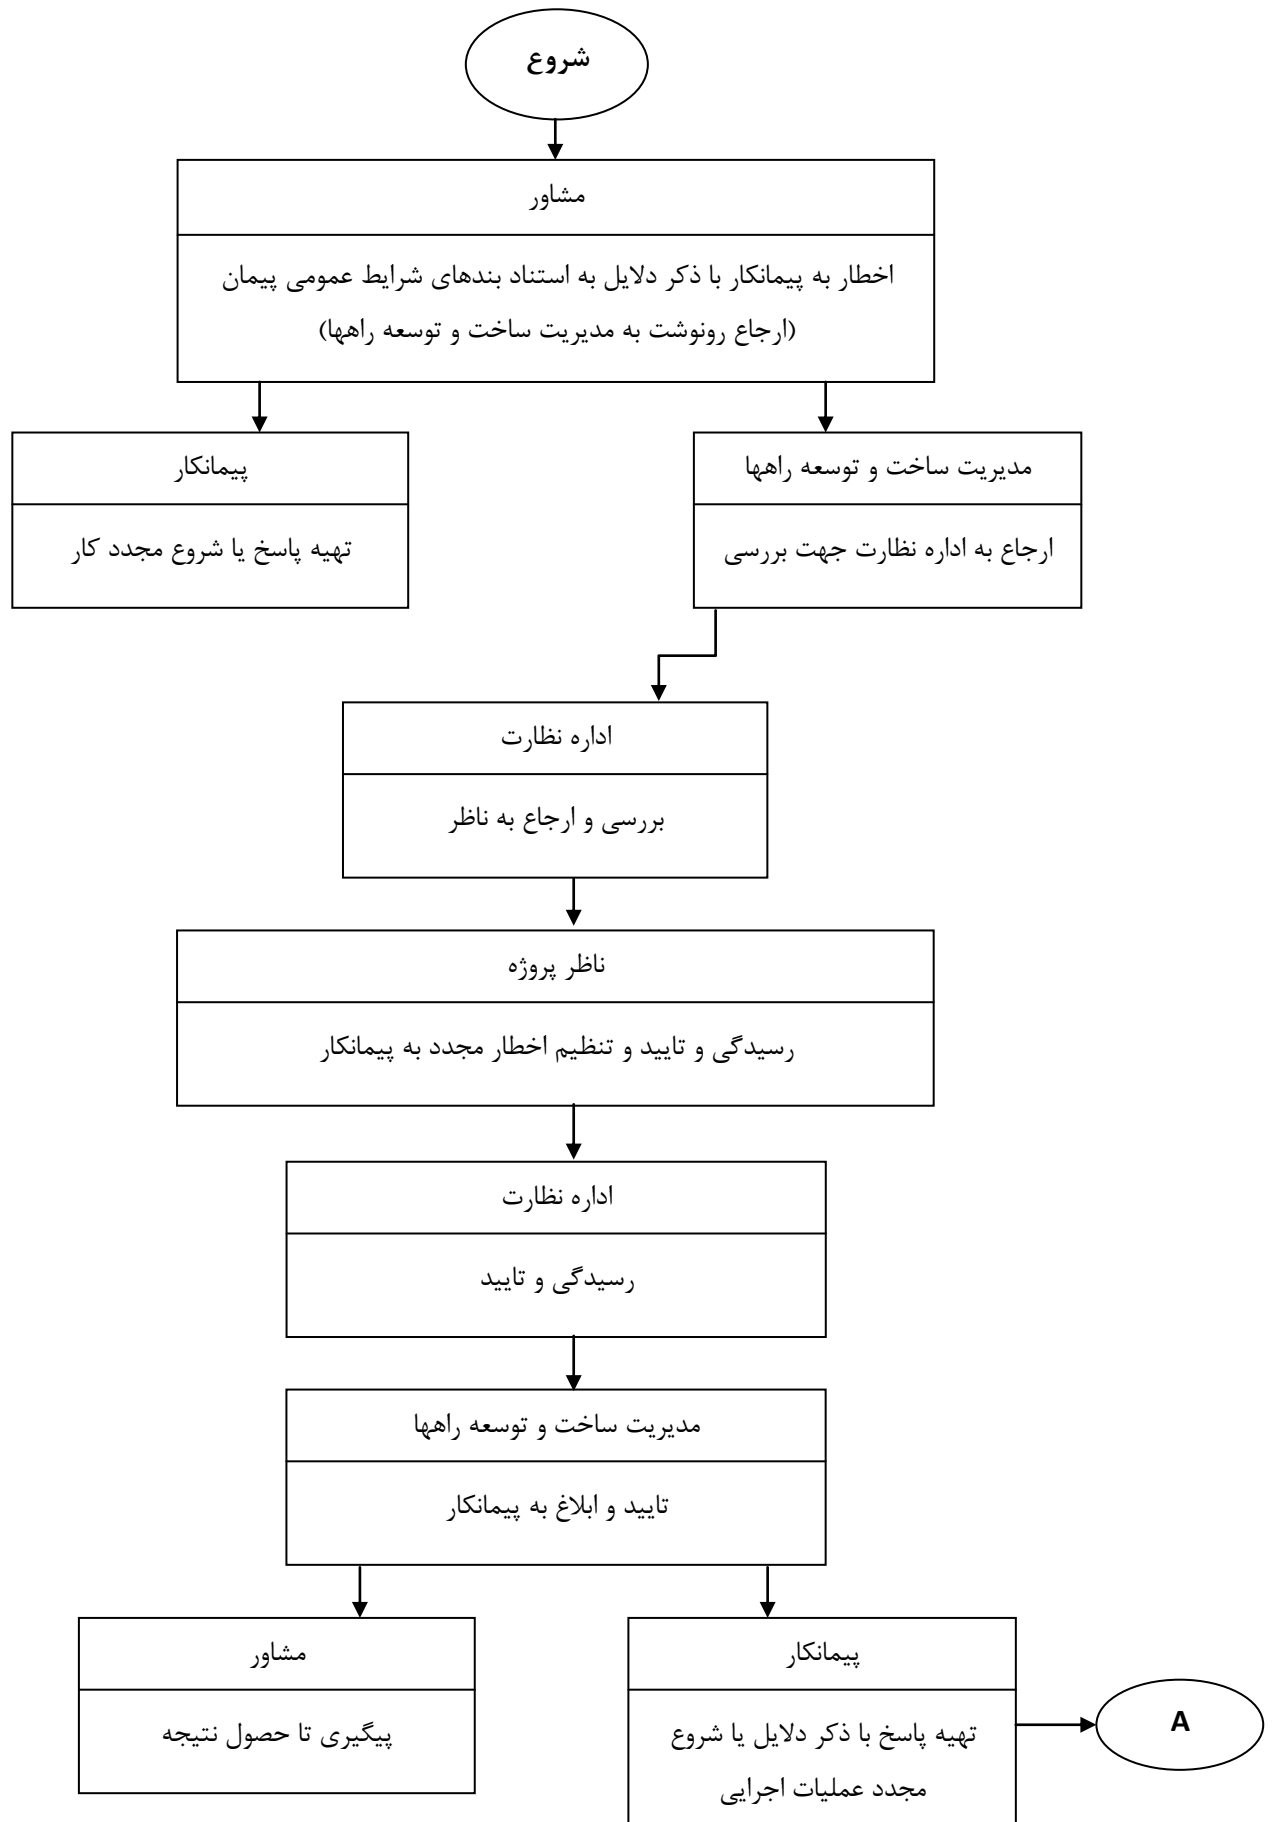 شروع
مشاور
اخطار به پیمانکار با ذکر دلایل به استناد بندهای شرایط عمومی پیمان
(ارجاع رونوشت به مدیریت ساخت و توسعه راهها)
مدیریت ساخت و توسعه راهها
ارجاع به اداره نظارت جهت بررسی
پیمانکار
تهیه پاسخ یا شروع مجدد کار
اداره نظارت
بررسی و ارجاع به ناظر
ناظر پروژه
رسیدگی و تایید و تنظیم اخطار مجدد به پیمانکار
اداره نظارت
رسیدگی و تایید
مدیریت ساخت و توسعه راهها
تایید و ابلاغ به پیمانکار
پیمانکار
تهیه پاسخ با ذکر دلایل یا شروع
مجدد عملیات اجرایی
مشاور
پیگیری تا حصول نتیجه
A